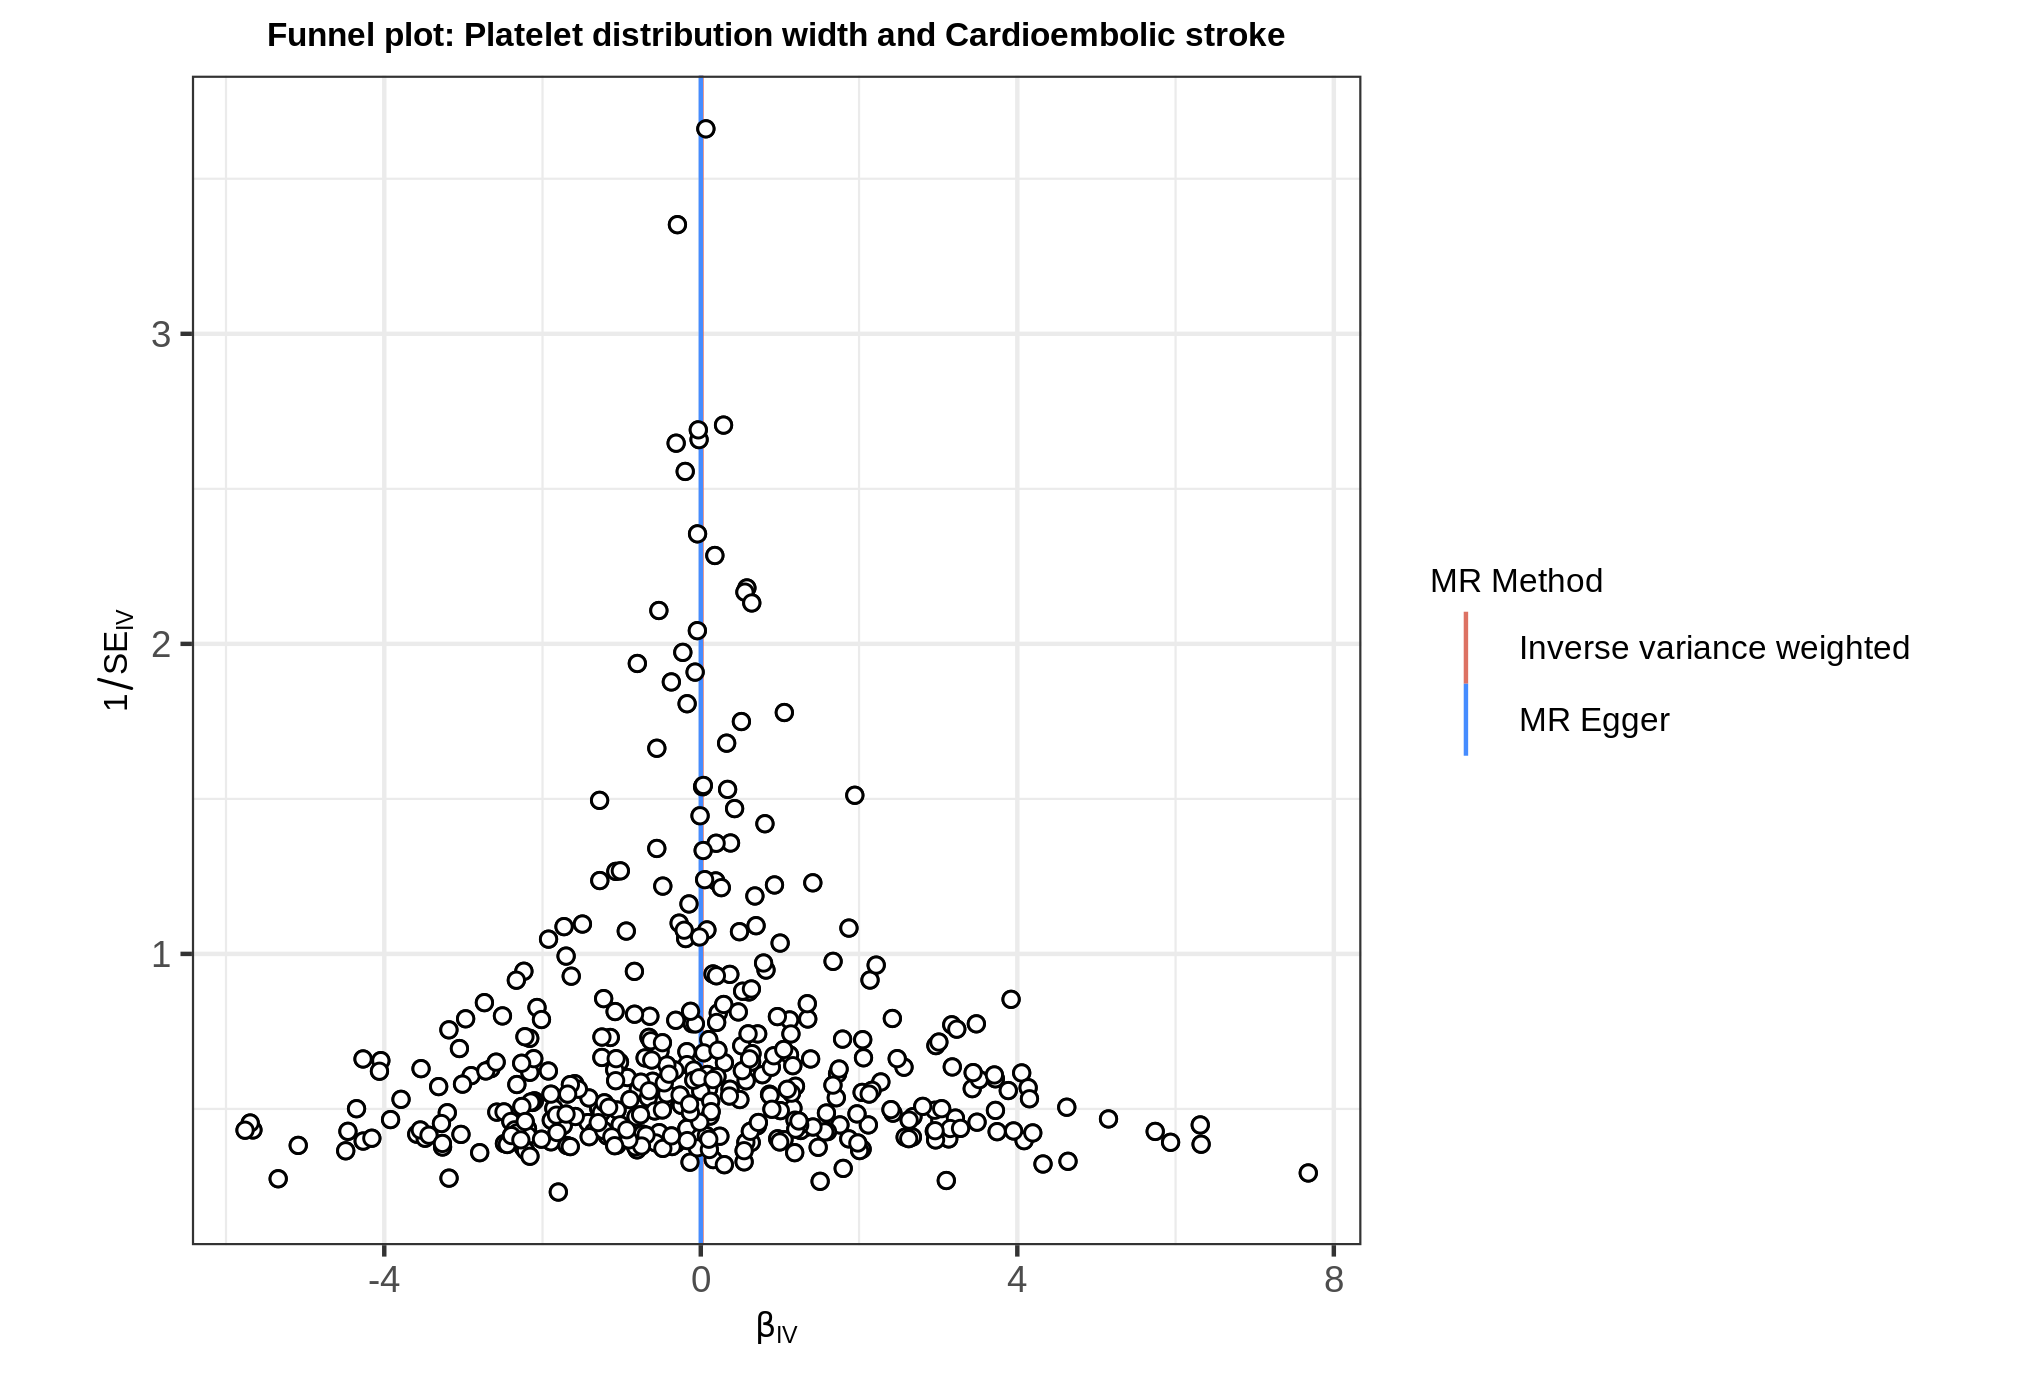 Funnel plot: Platelet distribution width and Cardioembolic stroke
3
2
1
1/SE_IV
-4 0 4 8
β_IV
MR Method
Inverse variance weighted
MR Egger